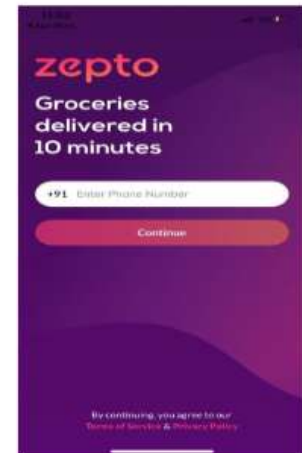 zepto
Groceries
delivered in
10 minutes
+91 Enter Phone Number
Continue
By continuing, you agree to our
Terms of Service & Privacy Policy